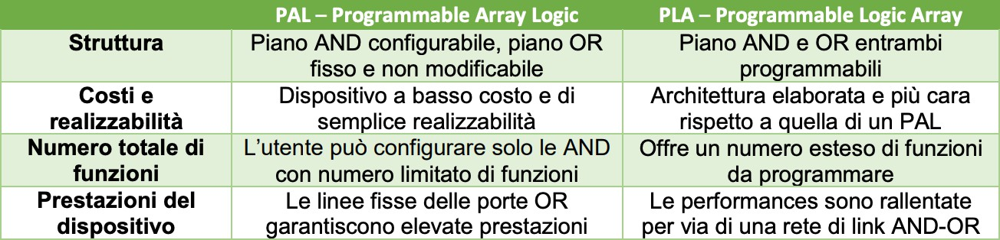 PAL – Programmable Array Logic
PLA – Programmable Logic Array
Struttura
Piano AND configurabile, piano OR
fisso e non modificabile
Piano AND e OR entrambi
programmabili
Costi e
realizzabilità
Dispositivo a basso costo e di
semplice realizzabilità
Architettura elaborata e più cara
rispetto a quella di un PAL
Numero totale di
funzioni
L’utente può configurare solo le AND
con numero limitato di funzioni
Offre un numero esteso di funzioni
da programmare
Prestazioni del
dispositivo
Le linee fisse delle porte OR
garantiscono elevate prestazioni
Le performances sono rallentate
per via di una rete di link AND-OR